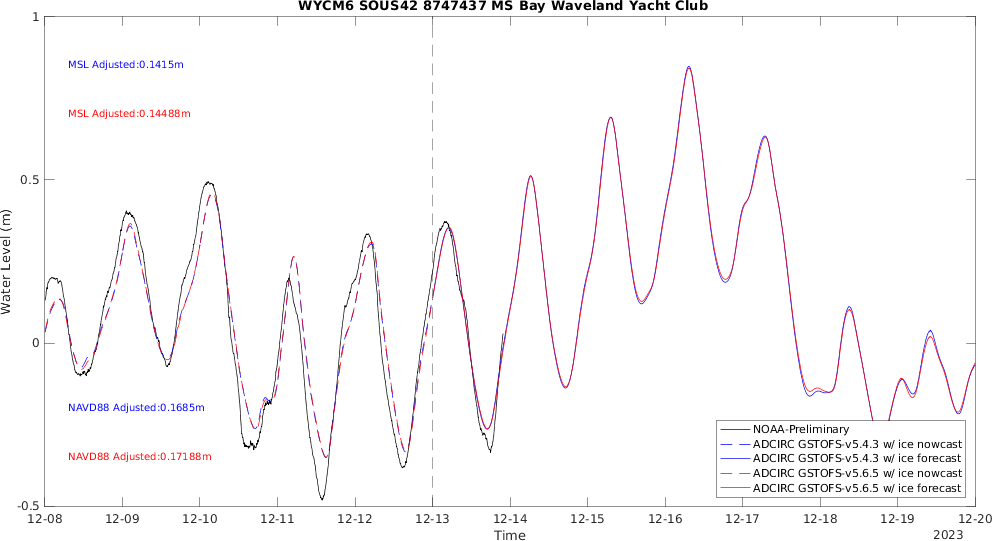 WYCM6 SOUS42 8747437 MS Bay Waveland Yacht Club
MSL Adjusted:0.1415m
MSL Adjusted:0.14488m
NAVD88 Adjusted:0.1685m
NAVD88 Adjusted:0.17188m
Water Level (m)
1
0.5
0
-0.5
NOAA-Preliminary
ADCIRC GSTOFS-v5.4.3 w/ ice nowcast
ADCIRC GSTOFS-v5.4.3 w/ ice forecast
ADCIRC GSTOFS-v5.6.5 w/ ice nowcast
ADCIRC GSTOFS-v5.6.5 w/ ice forecast
12-08 12-09 12-10 12-11 12-12 12-13 12-14 12-15 12-16 12-17 12-18 12-19 12-20
Time
2023